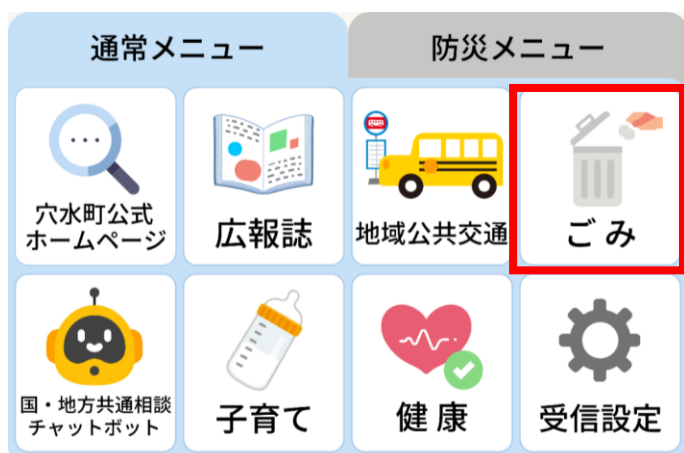 通常メニュー
防災メニュー
穴水町公式
ホームページ
広報誌
地域公共交通
ごみ
国・地方共通相談
チャットボット
子育て
健康
受信設定